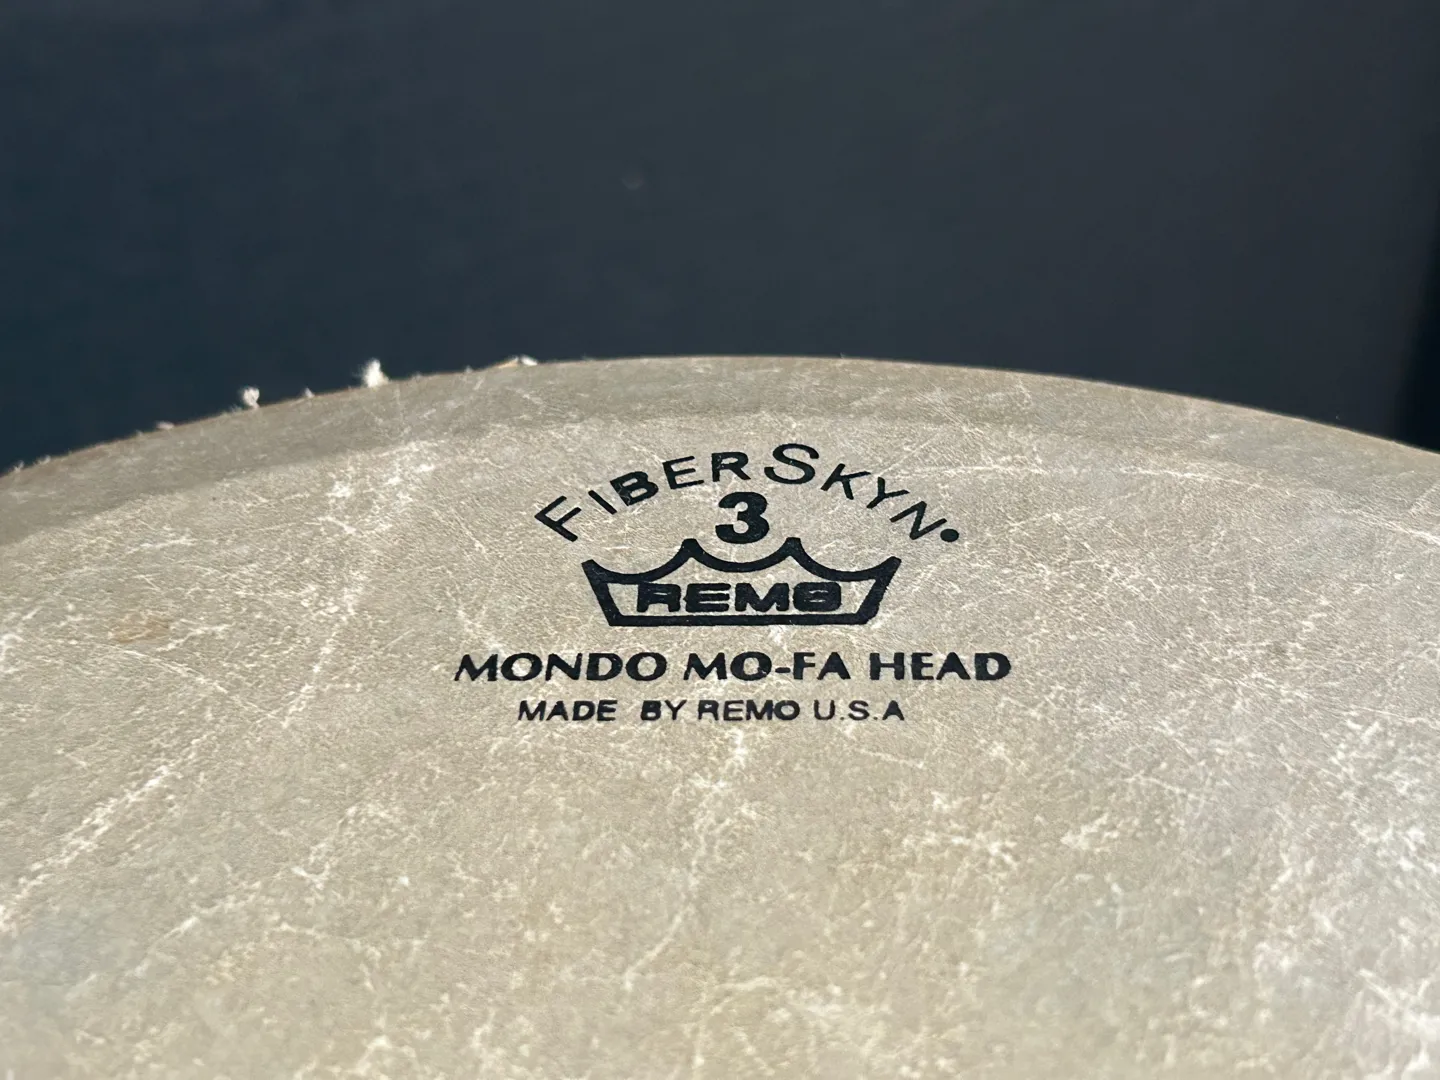 FIBERSKYN
3
REMO
MONDO MO-FA HEAD
MADE BY REMO U.S.A